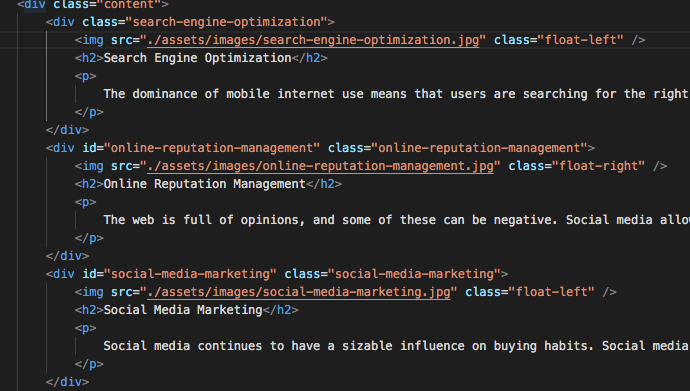 <div class="content">
<div class="search-engine-optimization">
<img src="./assets/images/search-engine-optimization.jpg" class="float-left" />
<h2>Search Engine Optimization</h2>
<p>
The dominance of mobile internet use means that users are searching for the right
</p>
</div>
<div id="online-reputation-management" class="online-reputation-management">
<img src="./assets/images/online-reputation-management.jpg" class="float-right" />
<h2>Online Reputation Management</h2>
<p>
The web is full of opinions, and some of these can be negative. Social media allow
</p>
</div>
<div id="social-media-marketing" class="social-media-marketing">
<img src="./assets/images/social-media-marketing.jpg" class="float-left" />
<h2>Social Media Marketing</h2>
<p>
Social media continues to have a sizable influence on buying habits. Social media
</p>
</div>